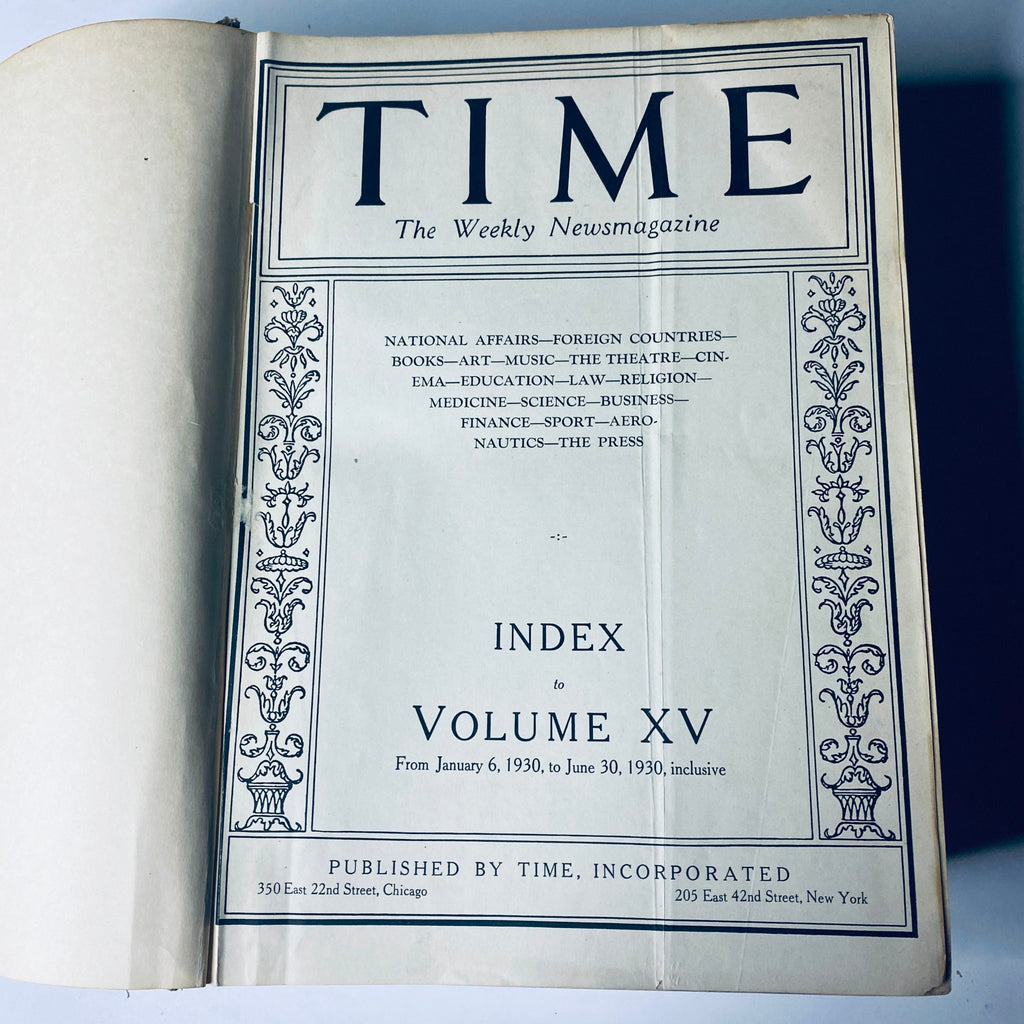 TIME
The Weekly Newsmagazine
NATIONAL AFFAIRS—FOREIGN COUNTRIES—
BOOKS—ART—MUSIC—THE THEATRE—CIN-
EMA—EDUCATION—LAW—RELIGION—
MEDICINE—SCIENCE—BUSINESS—
FINANCE—SPORT—AERO-
NAUTICS—THE PRESS
-:-
INDEX
to
VOLUME XV
From January 6, 1930, to June 30, 1930, inclusive
PUBLISHED BY TIME, INCORPORATED
350 East 22nd Street, Chicago
205 East 42nd Street, New York